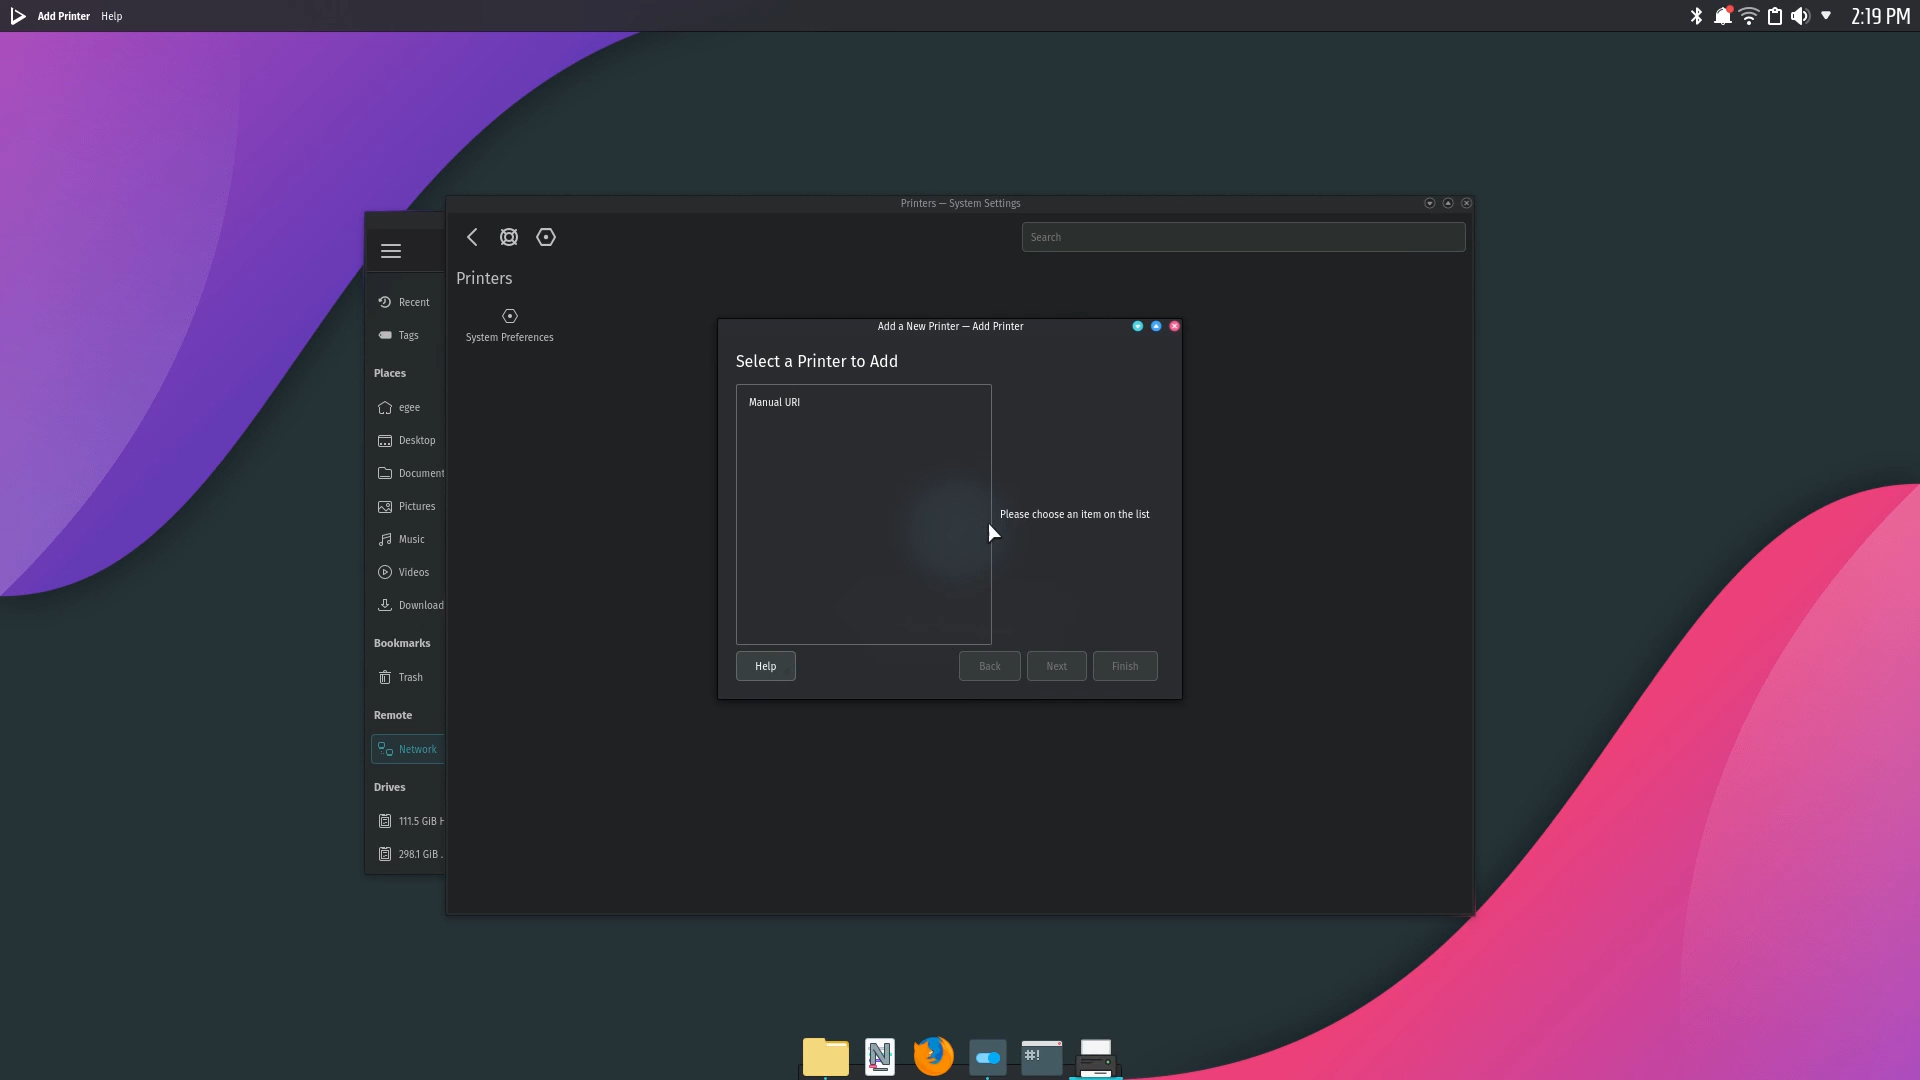 Add Printer Help
2:19 PM
Printers — System Settings
Search
Printers
System Preferences
Recent
Tags
Places
egee
Desktop
Document
Pictures
Music
Videos
Download
Bookmarks
Trash
Remote
Network
Drives
111.5 GiB H
298.1 GiB .
Add a New Printer — Add Printer
Select a Printer to Add
Manual URI
Please choose an item on the list
Help Back Next Finish
#!